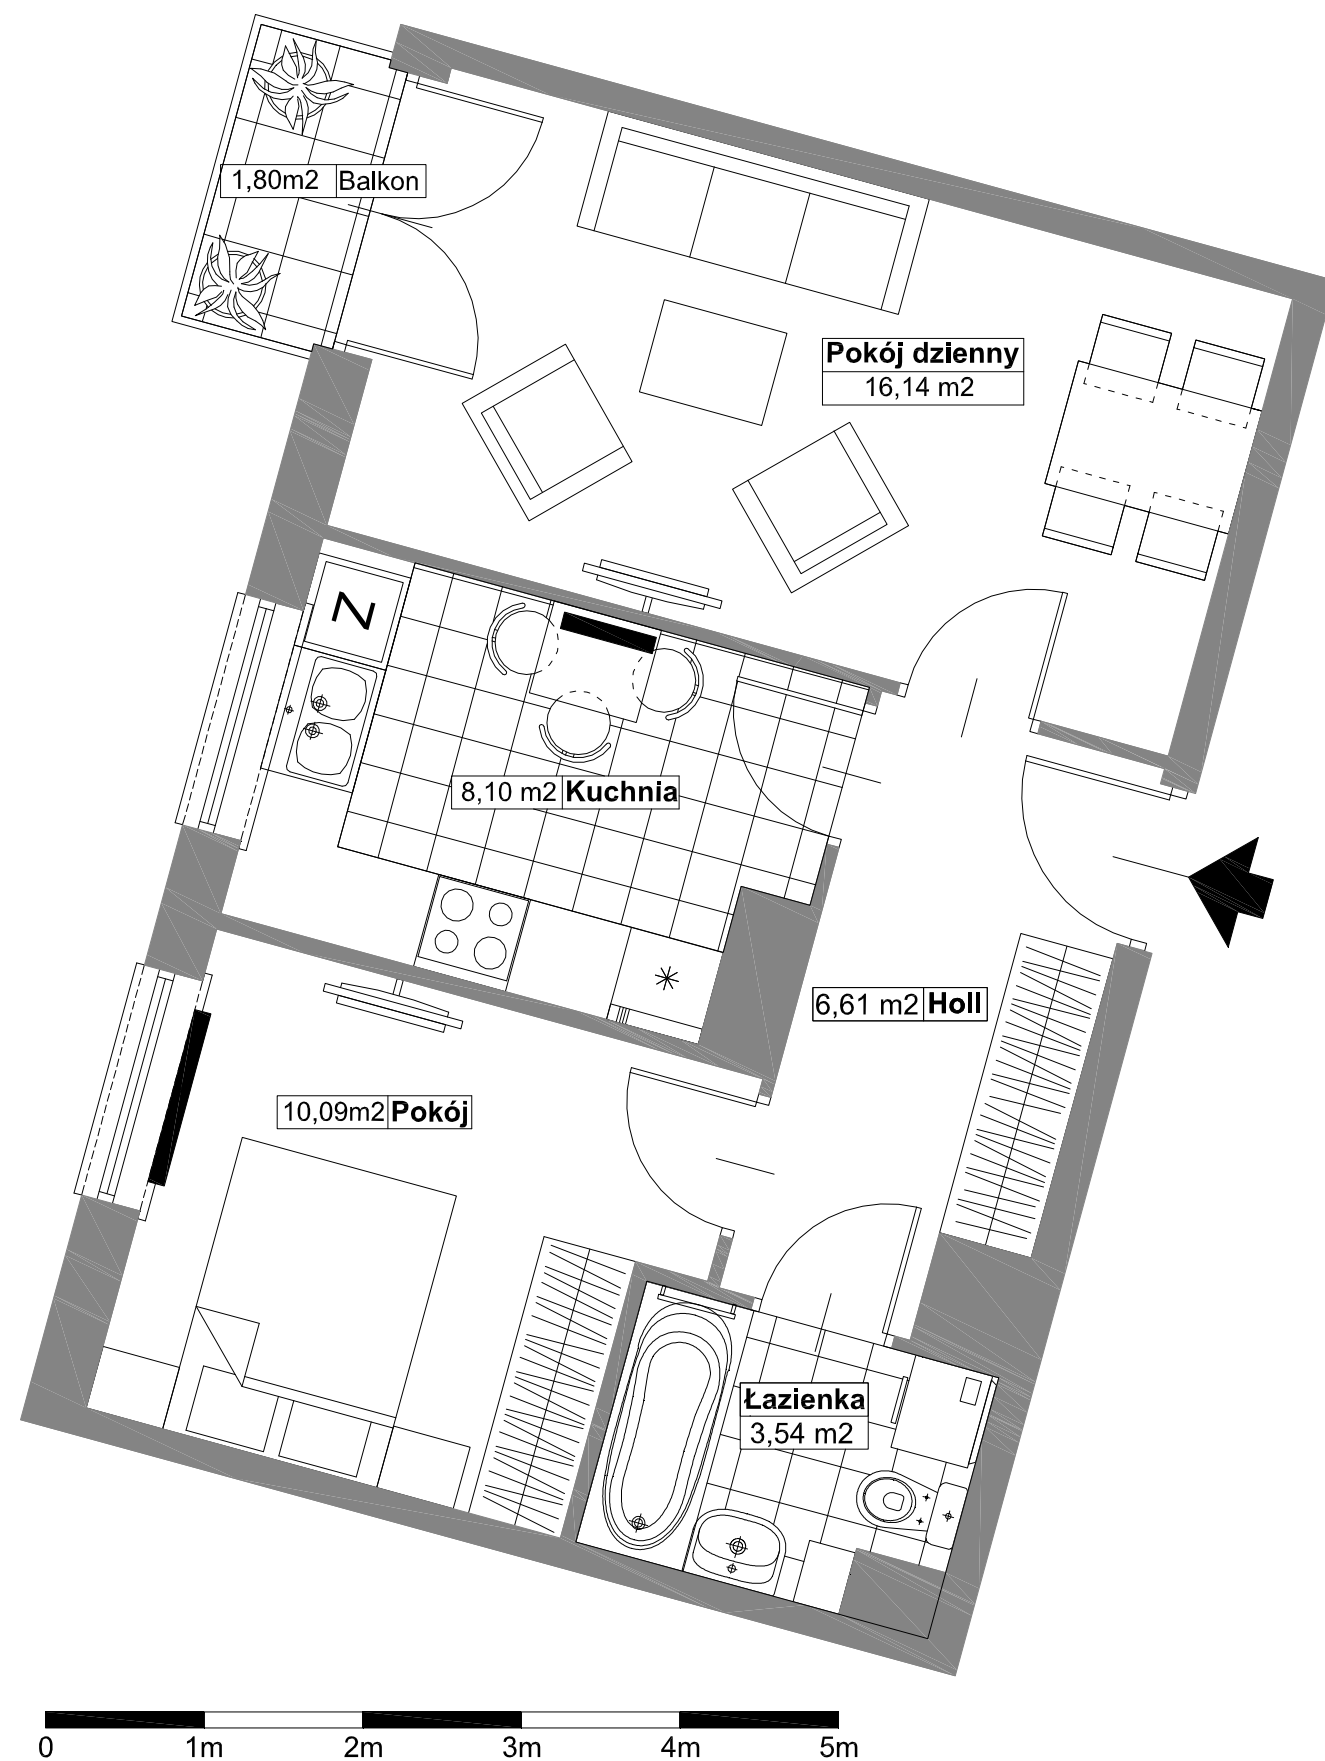 1,80m2 Balkon
Pokój dzienny
16,14 m2
Z
8,10 m2 Kuchnia
6,61 m2 Holl
10,09m2 Pokój
Łazienka
3,54 m2
0 1m 2m 3m 4m 5m